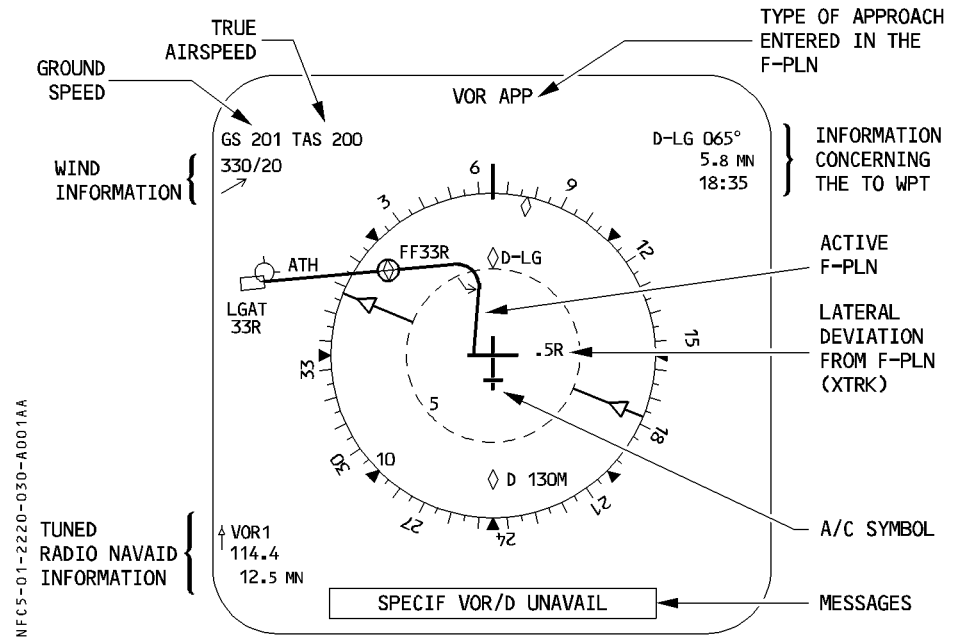 TRUE
AIRSPEED
TYPE OF APPROACH
ENTERED IN THE
F-PLN
GROUND
SPEED
VOR APP
GS 201 TAS 200
330/20
WIND
INFORMATION
D-LG 065°
5.8 MN
18:35
INFORMATION
CONCERNING
THE TO WPT
6
9
3
12
FF33R
D-LG
ATH
ACTIVE
F-PLN
LGAT
33R
.5R
15
33
LATERAL
DEVIATION
FROM F-PLN
(XTRK)
5
18
30
10
D 130M
21
27
24
A/C SYMBOL
TUNED
RADIO NAVAID
INFORMATION
VOR1
114.4
12.5 MN
SPECIF VOR/D UNAVAIL
MESSAGES
NFC5-01-2220-030-A001AA